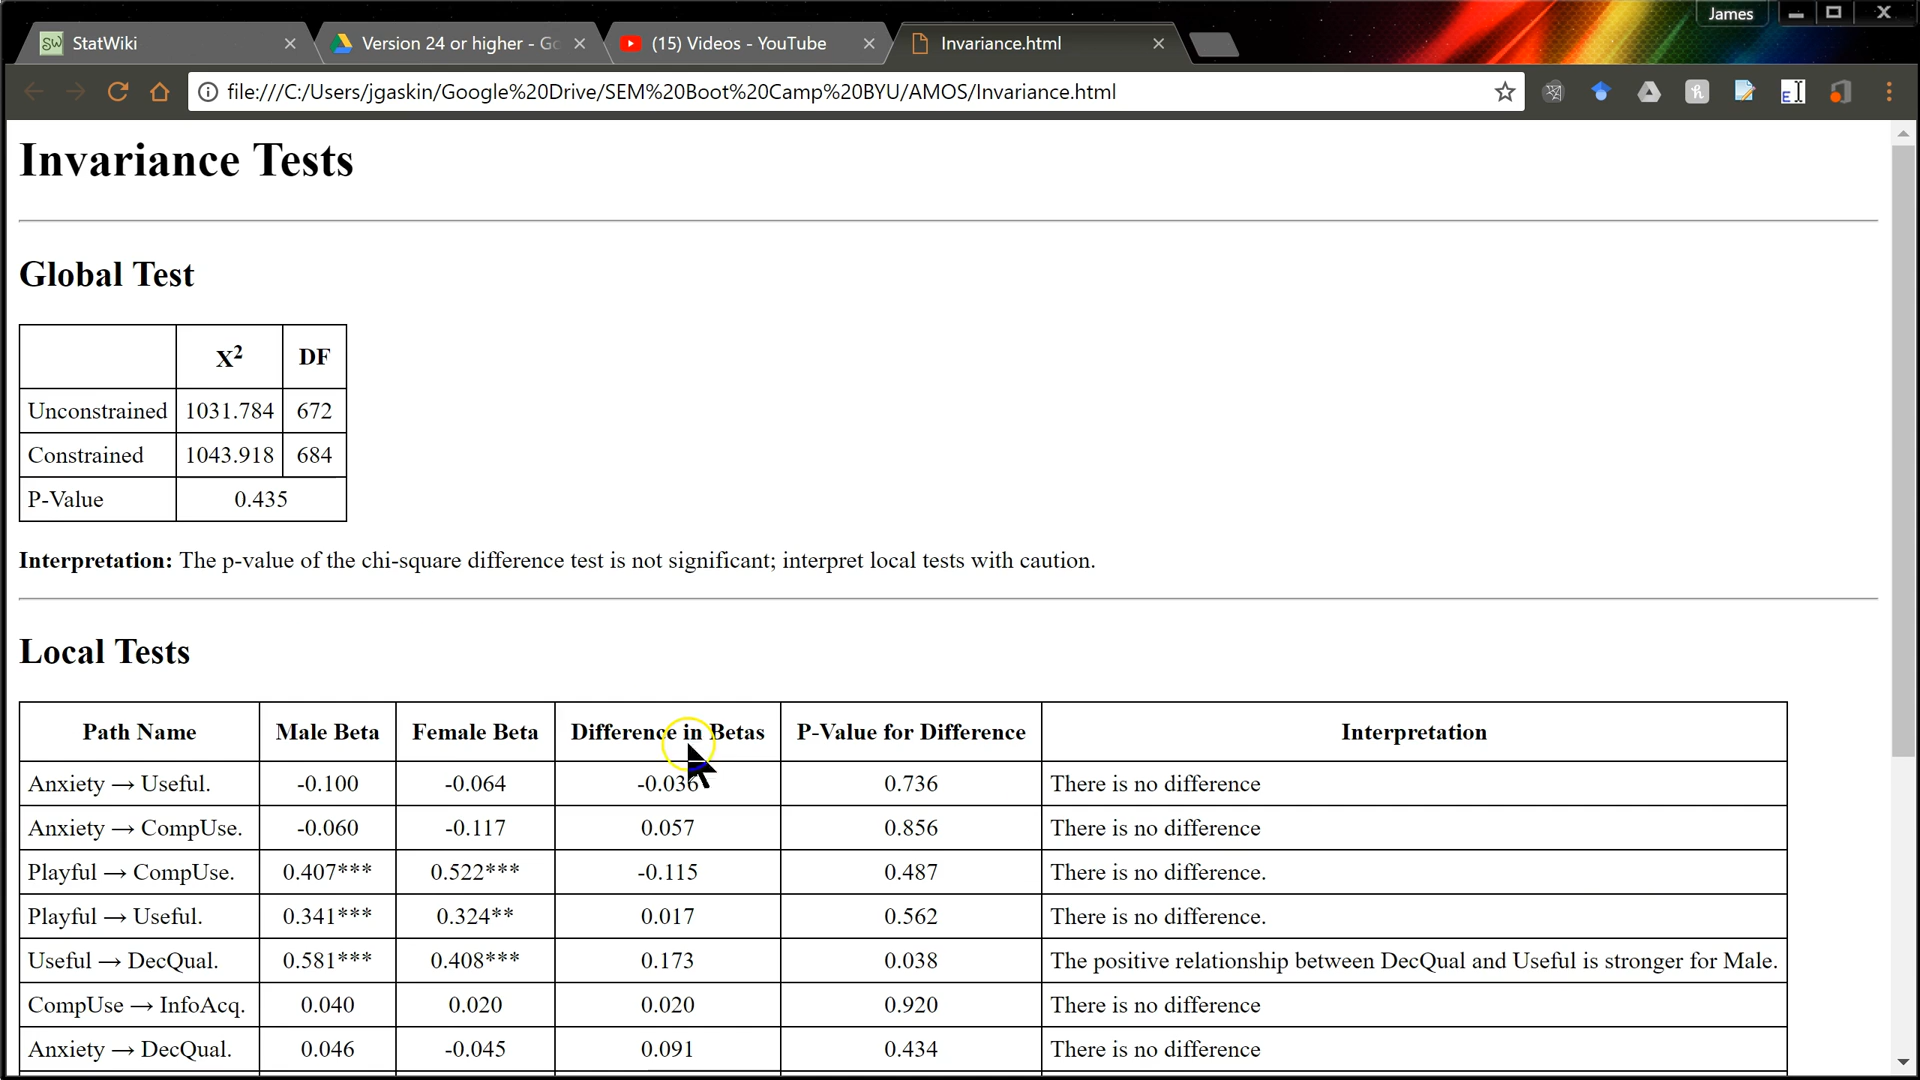 James
StatWiki
Version 24 or higher - Go
(15) Videos - YouTube
Invariance.html
file:///C:/Users/jgaskin/Google%20Drive/SEM%20Boot%20Camp%20BYU/AMOS/Invariance.html
Invariance Tests
Global Test
X² DF
Unconstrained 1031.784 672
Constrained 1043.918 684
P-Value 0.435
Interpretation: The p-value of the chi-square difference test is not significant; interpret local tests with caution.
Local Tests
Path Name Male Beta Female Beta Difference in Betas P-Value for Difference Interpretation
Anxiety → Useful. -0.100 -0.064 -0.036 0.736 There is no difference
Anxiety → CompUse. -0.060 -0.117 0.057 0.856 There is no difference
Playful → CompUse. 0.407*** 0.522*** -0.115 0.487 There is no difference.
Playful → Useful. 0.341*** 0.324** 0.017 0.562 There is no difference.
Useful → DecQual. 0.581*** 0.408*** 0.173 0.038 The positive relationship between DecQual and Useful is stronger for Male.
CompUse → InfoAcq. 0.040 0.020 0.020 0.920 There is no difference
Anxiety → DecQual. 0.046 -0.045 0.091 0.434 There is no difference